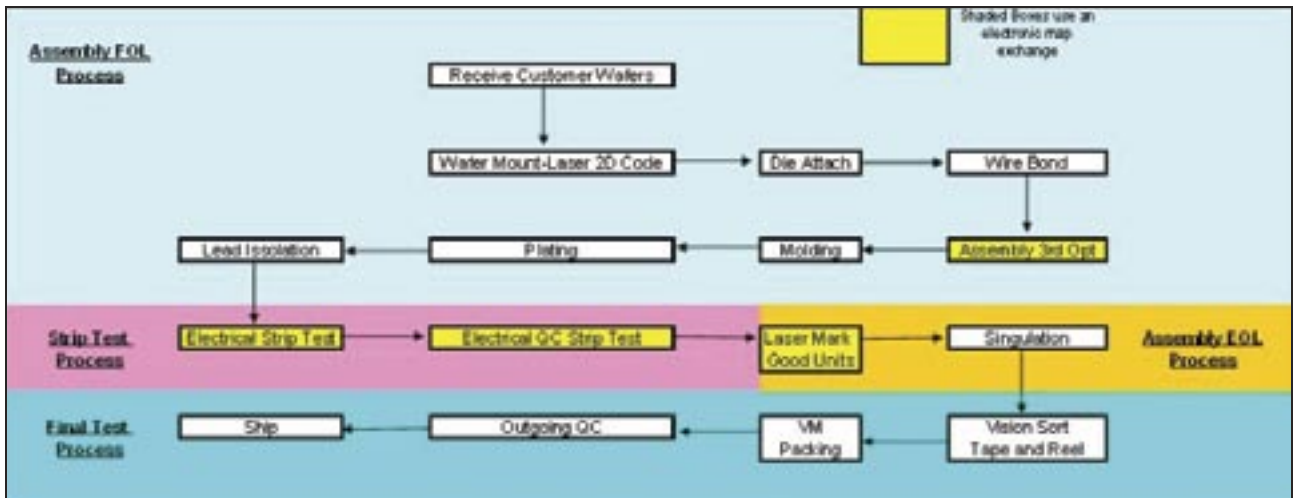 Shaded Boxes use an
electronic map
exchange
Assembly FOL
Process
Receive Customer Wafers
Wafer Mount-Laser 2D Code
Die Attach
Wire Bond
Lead Issolation
Plating
Molding
Assembly 3rd Opt
Strip Test
Process
Electrical Strip Test
Electrical QC Strip Test
Laser Mark
Good Units
Singulation
Assembly EOL
Process
Final Test
Process
Ship
Outgoing QC
VM
Packing
Vision Sort
Tape and Reel